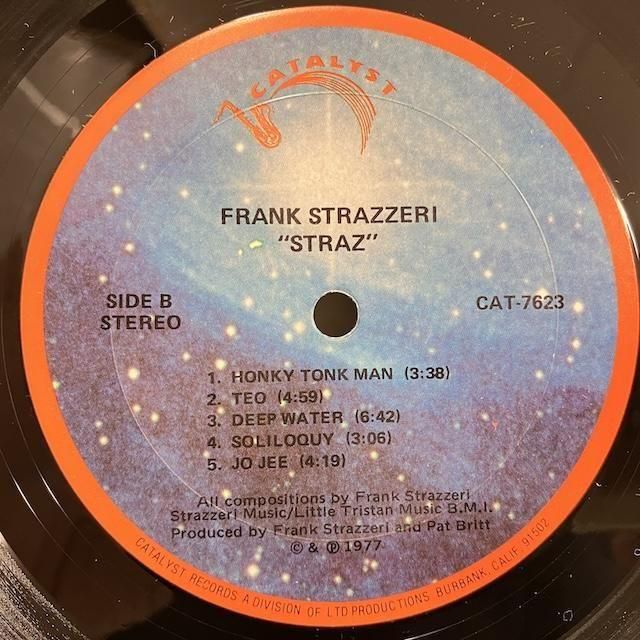 CATALYST
FRANK STRAZZERI
"STRAZ"
SIDE B
STEREO
CAT-7623
1. HONKY TONK MAN (3:38)
2. TEO (4:59)
3. DEEP WATER (6:42)
4. SOLILOQUY (3:06)
5. JO JEE (4:19)
All compositions by Frank Strazzeri
Strazzeri Music/Little Tristan Music B.M.I.
Produced by Frank Strazzeri and Pat Britt
© & ℗ 1977
CATALYST RECORDS A DIVISION OF LTD PRODUCTIONS, BURBANK, CALIF. 91502